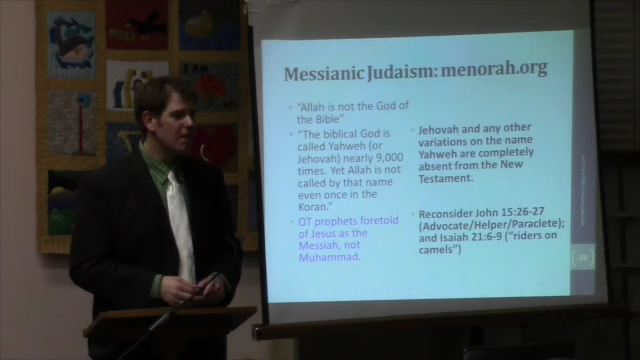 Messianic Judaism: menorah.org
• "Allah is not the God of
the Bible"
• "The biblical God is
called Yahweh (or
Jehovah) nearly 9,000
times. Yet Allah is not
called by that name
even once in the
Koran."
• OT prophets foretold
of Jesus as the
Messiah, not
Muhammad.
• Jehovah and any other
variations on the name
Yahweh are completely
absent from the New
Testament.
• Reconsider John 15:26-27
(Advocate/Helper/Paraclete);
and Isaiah 21:6-9 ("riders on
camels")
I AM